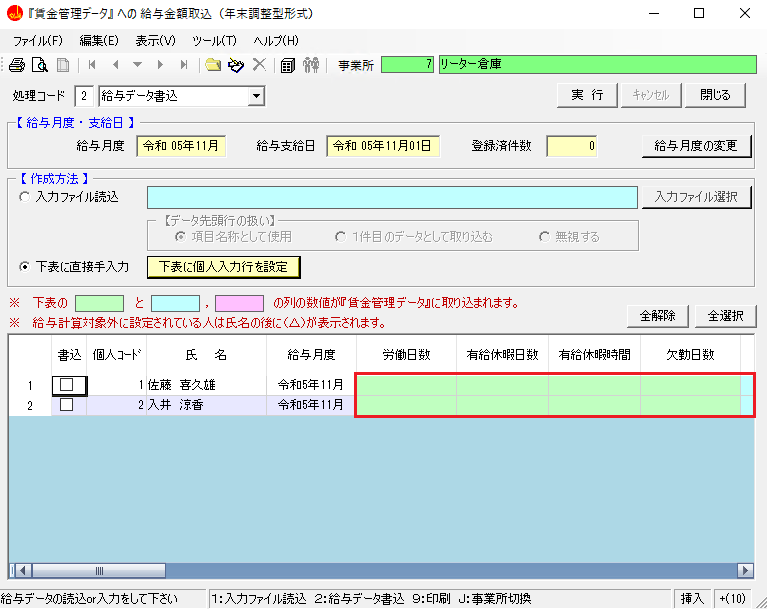 『賃金管理データ』への 給与金額取込（年末調整型形式）
ファイル(F) 編集(E) 表示(V) ツール(T) ヘルプ(H)
事業所 7 リーター倉庫
処理コード 2 給与データ書込 実 行 キャンセル 閉じる
【 給与月度・支給日 】
給与月度 令和 05年11月 給与支給日 令和 05年11月01日 登録済件数 0 給与月度の変更
【 作成方法 】
入力ファイル読込 入力ファイル選択
【データ先頭行の扱い】
項目名称として使用 1件目のデータとして取り込む 無視する
下表に直接手入力 下表に個人入力行を設定
※ 下表の と , の列の数値が『賃金管理データ』に取り込まれます。
※ 給与計算対象外に設定されている人は氏名の後に(△)が表示されます。 全解除 全選択
書込 個人コード 氏 名 給与月度 労働日数 有給休暇日数 有給休暇時間 欠勤日数
1 1 佐藤 喜久雄 令和5年11月
2 2 入井 涼香 令和5年11月
給与データの読込or入力をして下さい 1:入力ファイル読込 2:給与データ書込 9:印刷 J:事業所切換 挿入 +(10)